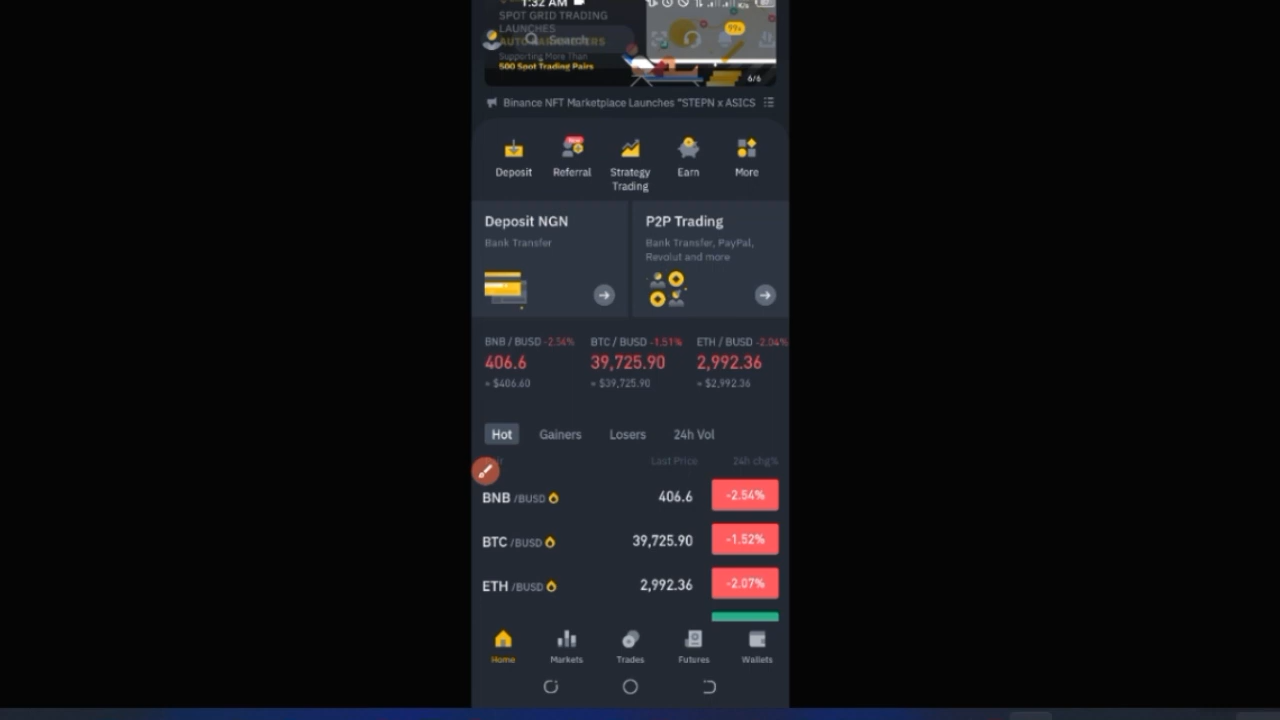 1:32 AM
SPOT GRID TRADING
LAUNCHES
Search
99+
Supporting More Than
500 Spot Trading Pairs
6/6
Binance NFT Marketplace Launches "STEPN x ASICS
Deposit
Referral
Strategy
Trading
Earn
More
Deposit NGN
Bank Transfer
P2P Trading
Bank Transfer, PayPal,
Revolut and more
BNB / BUSD -2.54% BTC / BUSD -1.51% ETH / BUSD -2.04%
406.6 39,725.90 2,992.36
≈ $406.60 ≈ $39,725.90 ≈ $2,992.36
Hot Gainers Losers 24h Vol
Last Price 24h chg%
BNB /BUSD 406.6 -2.54%
BTC /BUSD 39,725.90 -1.52%
ETH /BUSD 2,992.36 -2.07%
Home Markets Trades Futures Wallets